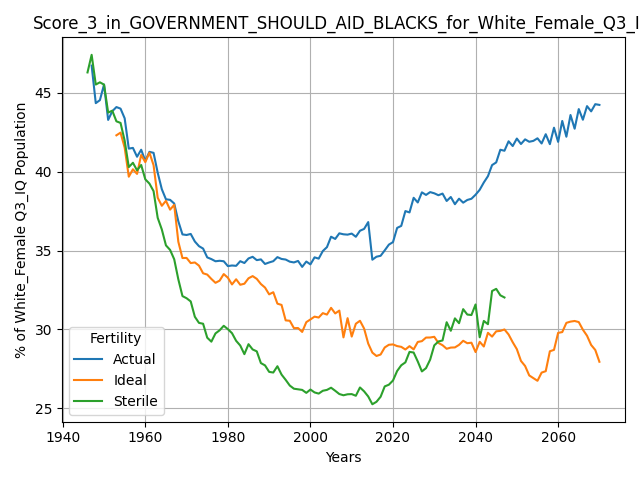 Score_3_in_GOVERNMENT_SHOULD_AID_BLACKS_for_White_Female_Q3_I
% of White_Female Q3_IQ Population
45
40
35
30
25
Fertility
Actual
Ideal
Sterile
1940 1960 1980 2000 2020 2040 2060
Years